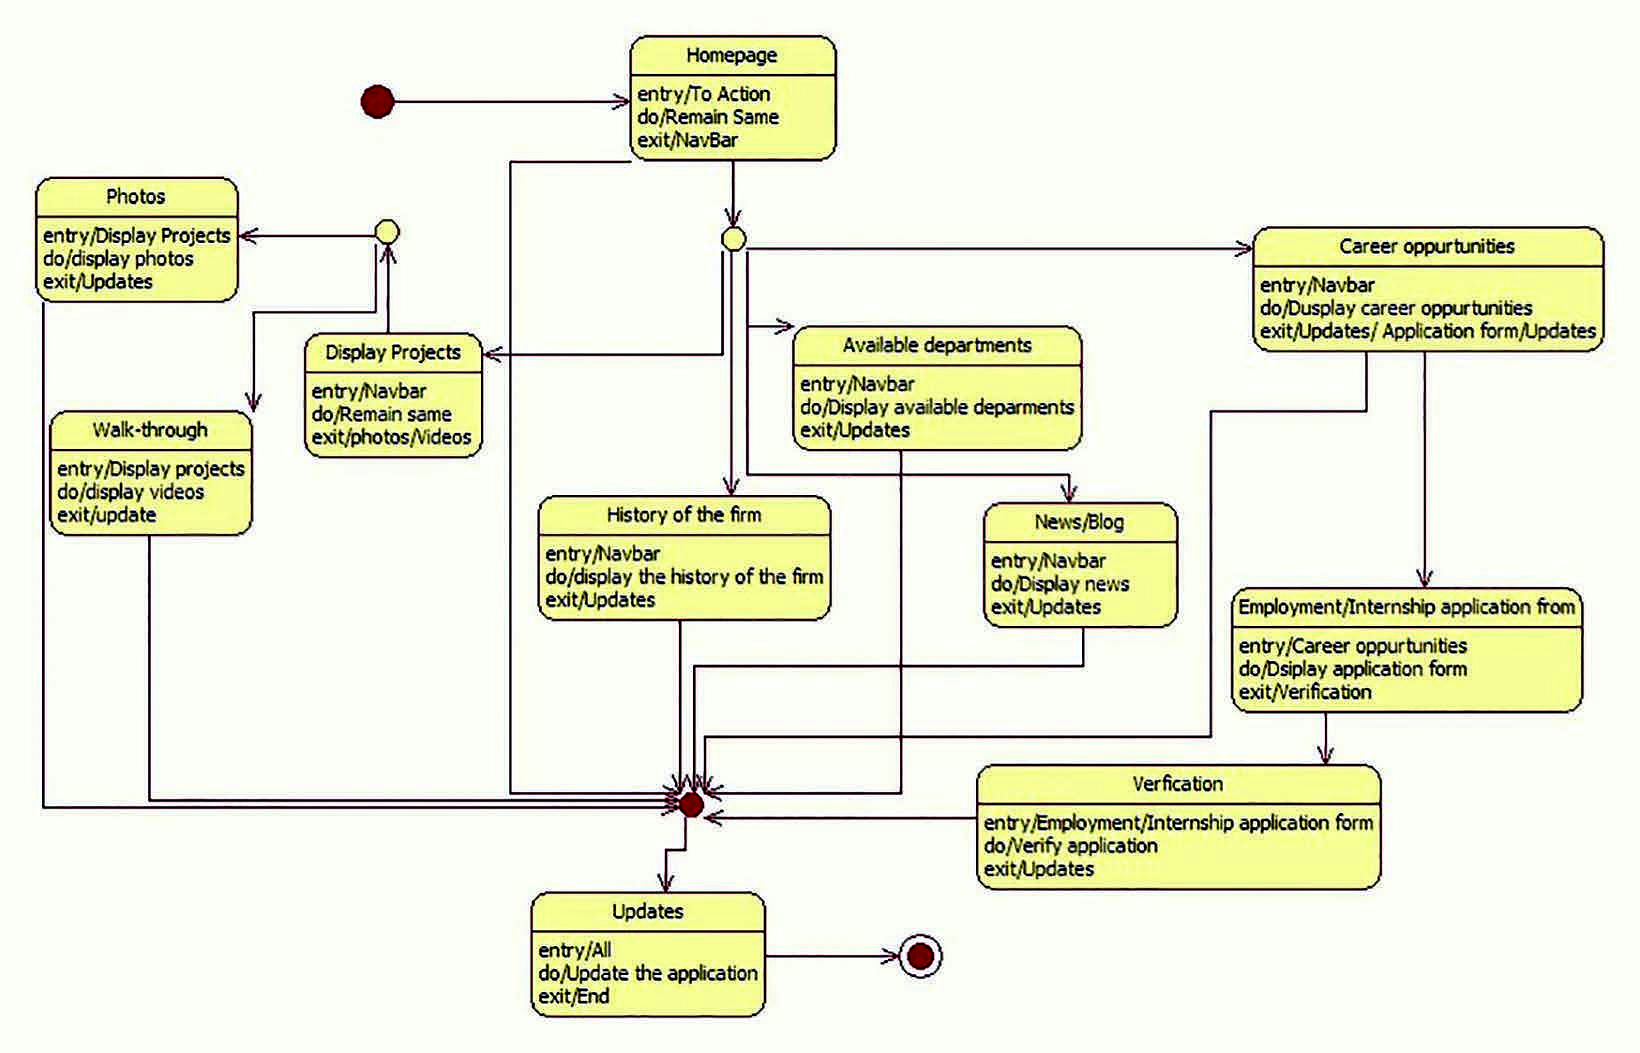 Homepage
entry/To Action
do/Remain Same
exit/NavBar
Photos
entry/Display Projects
do/display photos
exit/Updates
Career oppurtunities
entry/Navbar
do/Dusplay career oppurtunities
exit/Updates/ Application form/Updates
Display Projects
entry/Navbar
do/Remain same
exit/photos/Videos
Available departments
entry/Navbar
do/Display available deparments
exit/Updates
Walk-through
entry/Display projects
do/display videos
exit/update
History of the firm
entry/Navbar
do/display the history of the firm
exit/Updates
News/Blog
entry/Navbar
do/Display news
exit/Updates
Employment/Internship application from
entry/Career oppurtunities
do/Dsiplay application form
exit/Verification
Verfication
entry/Employment/Internship application form
do/Verify application
exit/Updates
Updates
entry/All
do/Update the application
exit/End